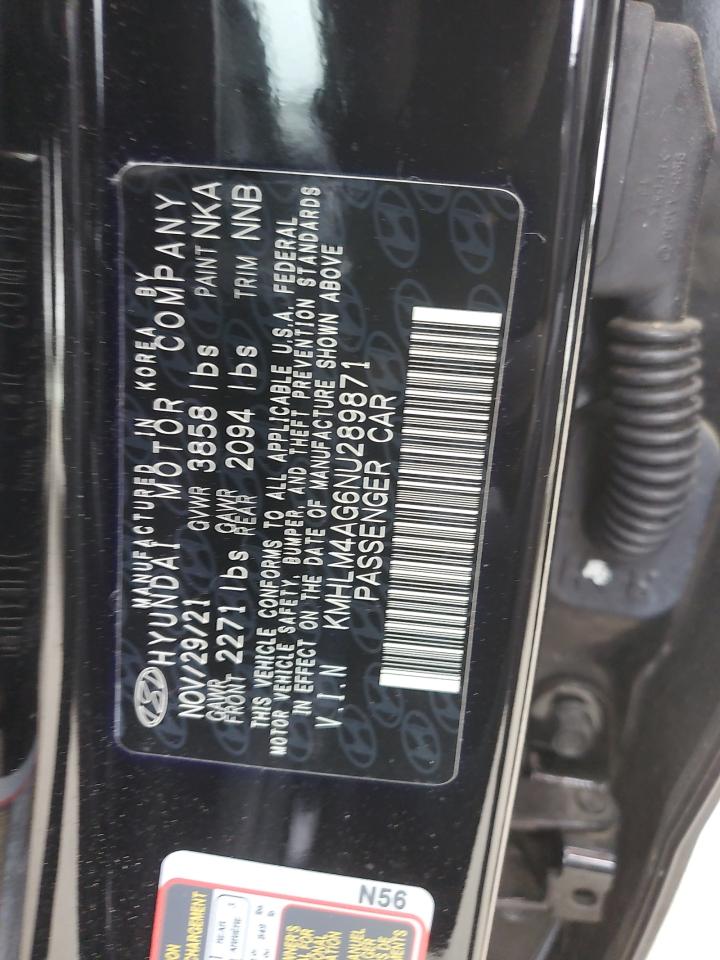 MANUFACTURED IN KOREA BY
HYUNDAI MOTOR COMPANY
NOV/29/21 GVWR 3858 lbs PAINT NKA
GAWR FRONT 2271 lbs GAWR REAR 2094 lbs TRIM NNB
THIS VEHICLE CONFORMS TO ALL APPLICABLE U.S.A. FEDERAL
MOTOR VEHICLE SAFETY, BUMPER, AND THEFT PREVENTION STANDARDS
IN EFFECT ON THE DATE OF MANUFACTURE SHOWN ABOVE
V.I.N KMHLM4AG6NU289871
PASSENGER CAR
N56